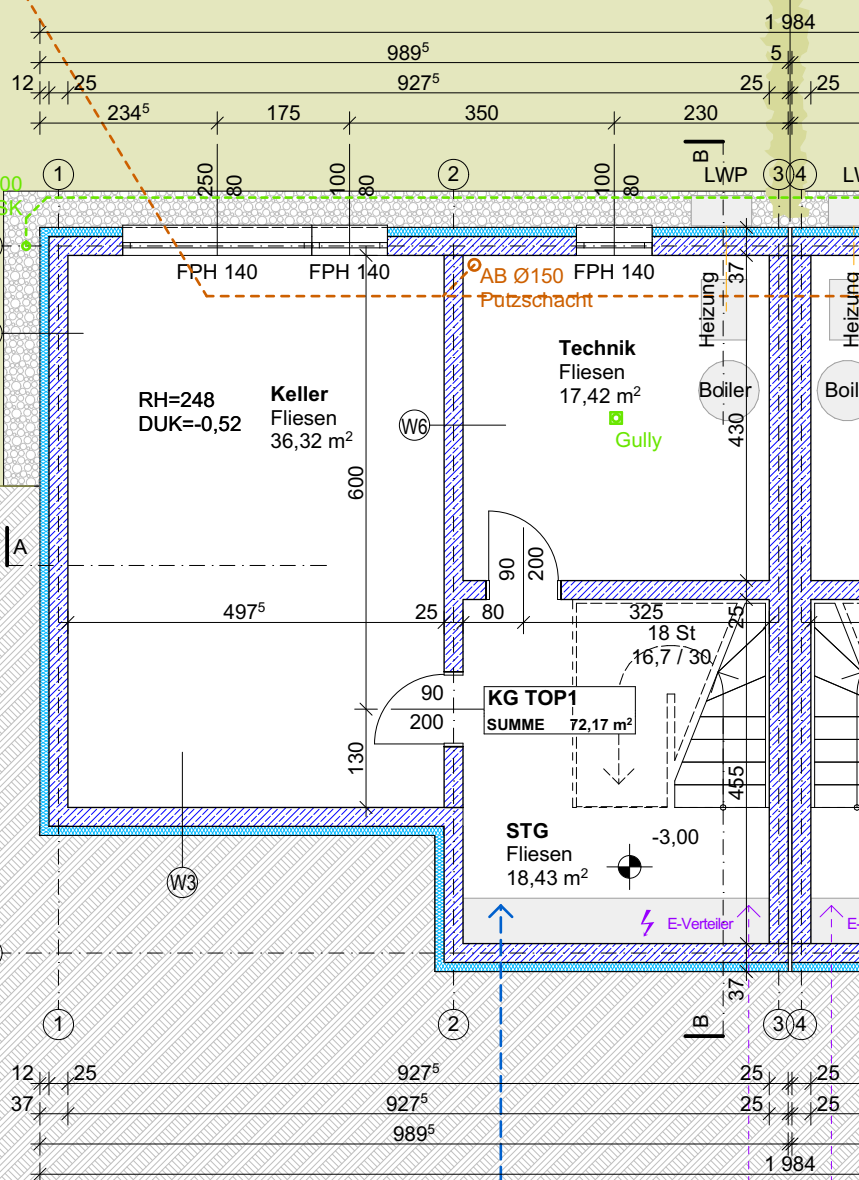 1 984
989⁵
5
12
25
927⁵
25
25
234⁵
175
350
230
B
1
250
80
100
80
2
100
80
LWP
3
4
LW
00
SK
FPH 140
FPH 140
AB Ø150
Putzschacht
FPH 140
37
Heizung
Heizung
Technik
Fliesen
17,42 m²
Boiler
Boil
RH=248
DUK=-0,52
Keller
Fliesen
36,32 m²
W6
Gully
430
600
A
90
200
497⁵
25
80
325
25
18 St
16,7 / 30
90
200
KG TOP1
SUMME 72,17 m²
130
455
STG
Fliesen
18,43 m²
-3,00
W3
E-Verteiler
E-
37
1
2
B
3
4
12
25
927⁵
25
25
37
927⁵
25
25
989⁵
1 984